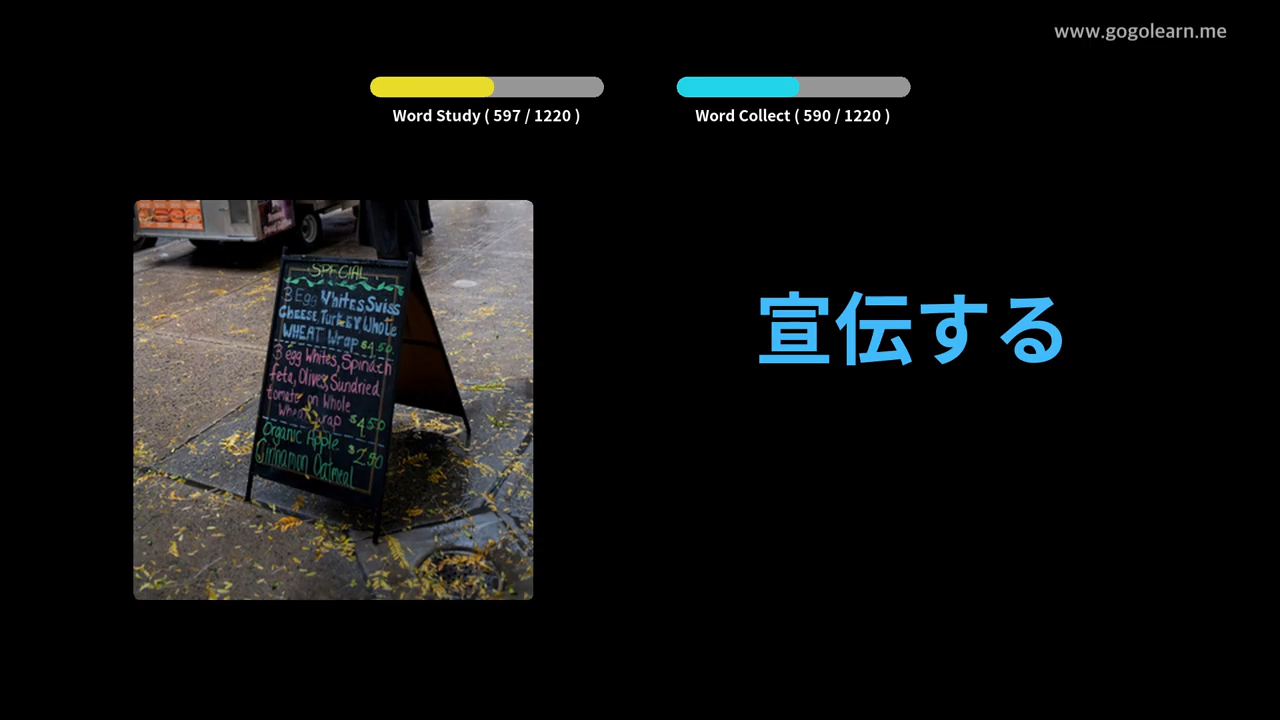 www.gogolearn.me
Word Study ( 597 / 1220 )
Word Collect ( 590 / 1220 )
SPECIAL
3 Egg Whites, Swiss
Cheese, Turkey Whole
WHEAT Wrap $4.50
3 egg Whites, Spinach
feta, Olives, Sundried
tomato on Whole
Wheat wrap $4.50
Organic Apple
Cinnamon Oatmeal $2.50
宣伝する